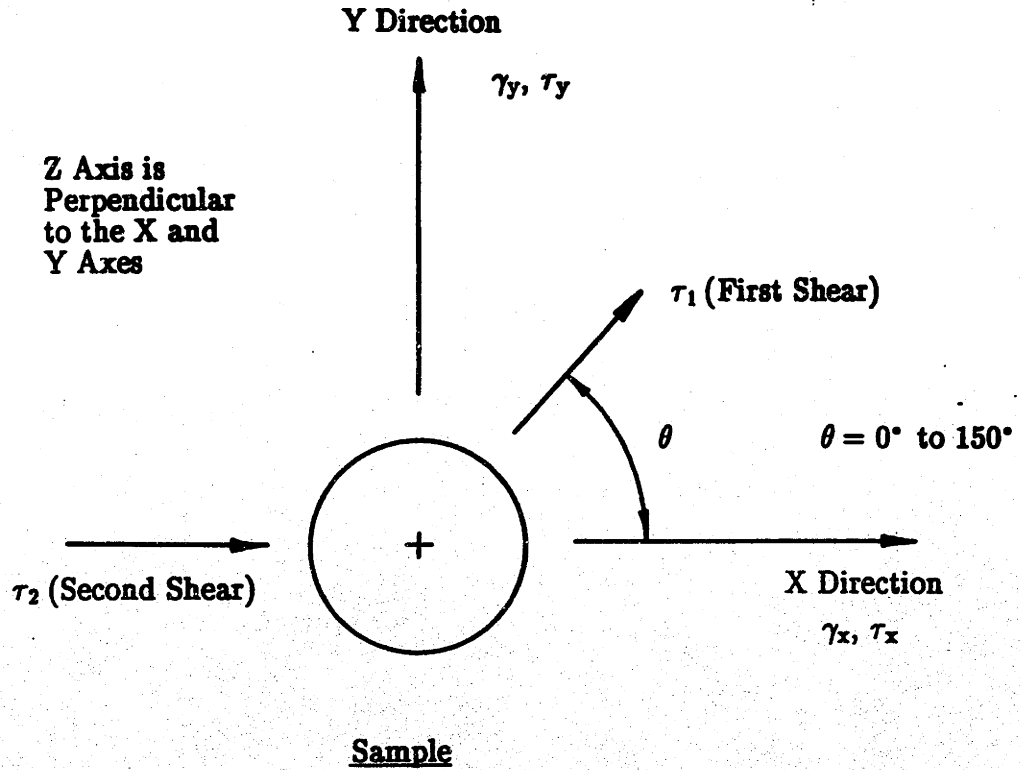 Y Direction
γy, τy
Z Axis is
Perpendicular
to the X and
Y Axes
τ1 (First Shear)
θ
θ = 0° to 150°
τ2 (Second Shear)
X Direction
γx, τx
Sample